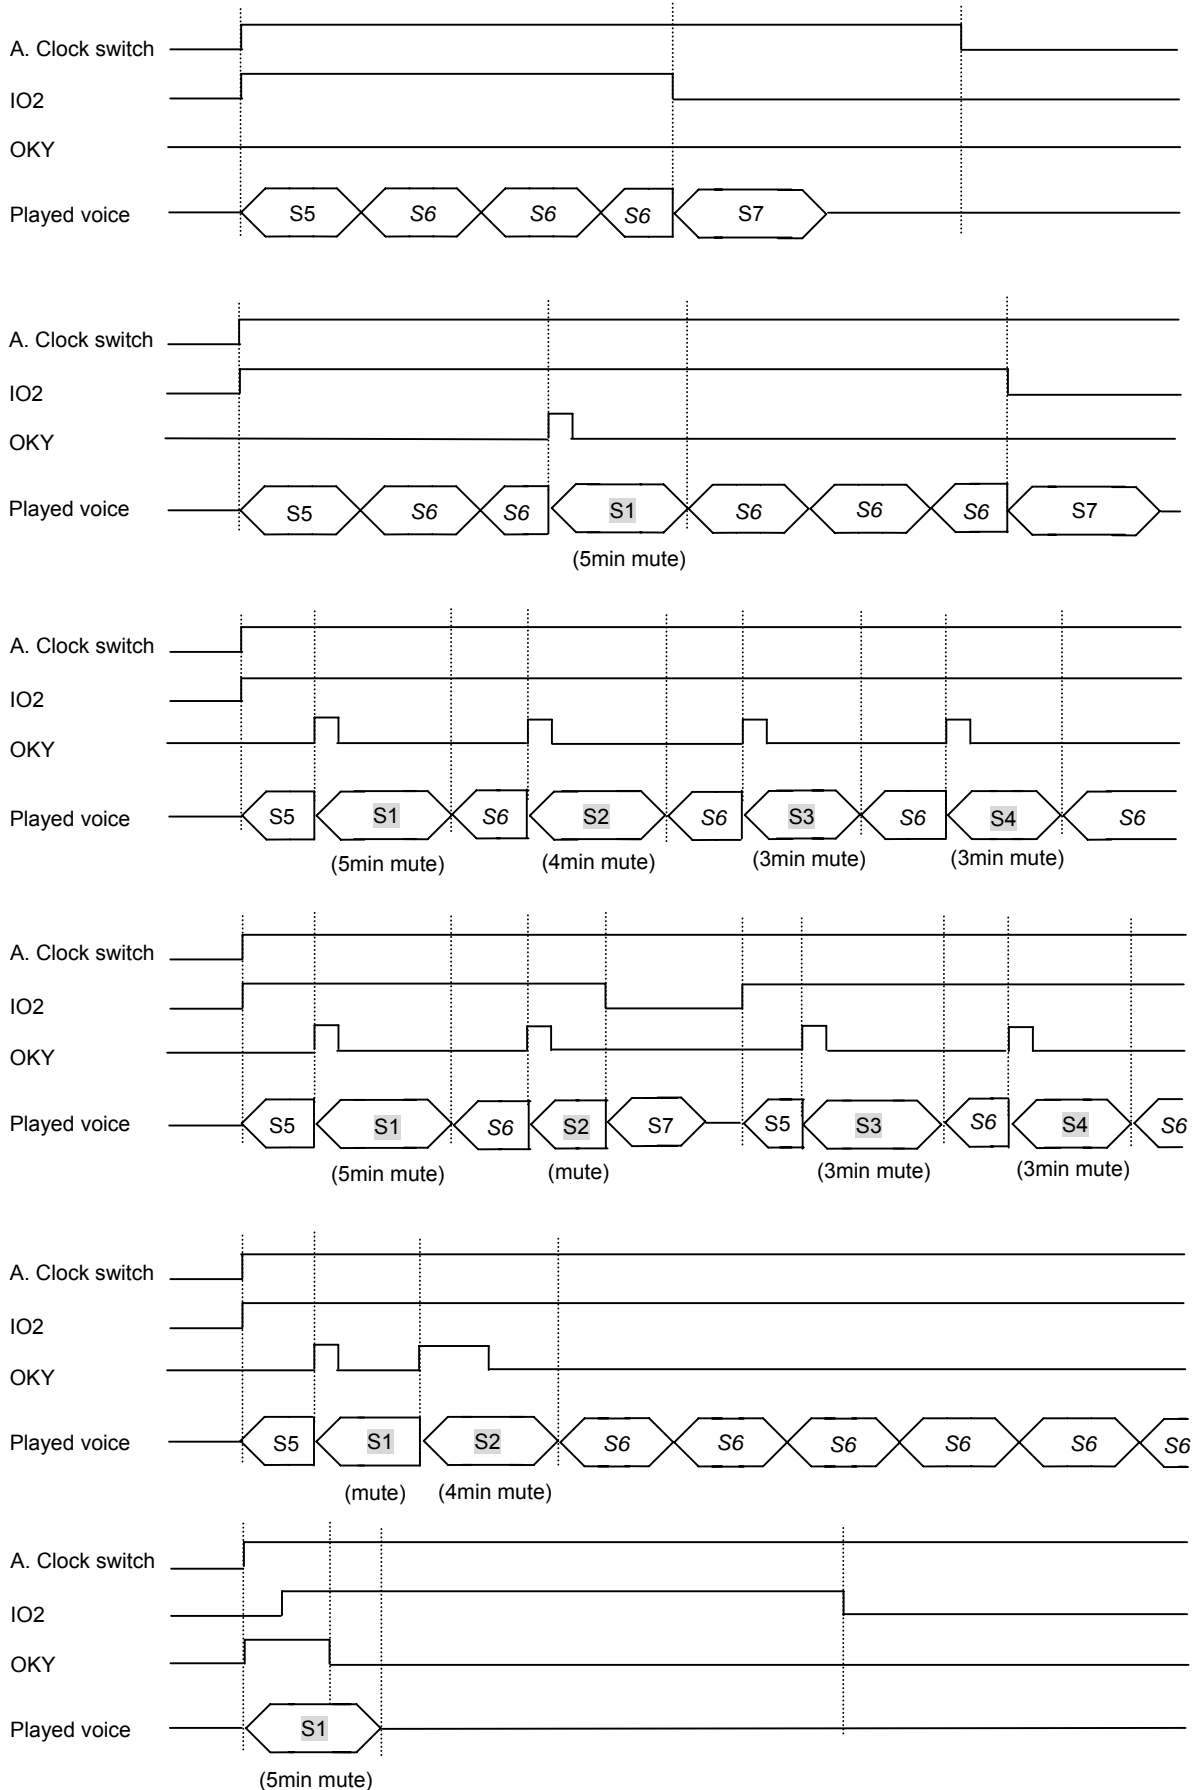 A. Clock switch
IO2
OKY
Played voice S5 S6 S6 S6 S7
A. Clock switch
IO2
OKY
Played voice S5 S6 S6 S1 S6 S6 S6 S7
(5min mute)
A. Clock switch
IO2
OKY
Played voice S5 S1 S6 S2 S6 S3 S6 S4 S6
(5min mute) (4min mute) (3min mute) (3min mute)
A. Clock switch
IO2
OKY
Played voice S5 S1 S6 S2 S7 S5 S3 S6 S4 S6
(5min mute) (mute) (3min mute) (3min mute)
A. Clock switch
IO2
OKY
Played voice S5 S1 S2 S6 S6 S6 S6 S6 S6
(mute) (4min mute)
A. Clock switch
IO2
OKY
Played voice S1
(5min mute)